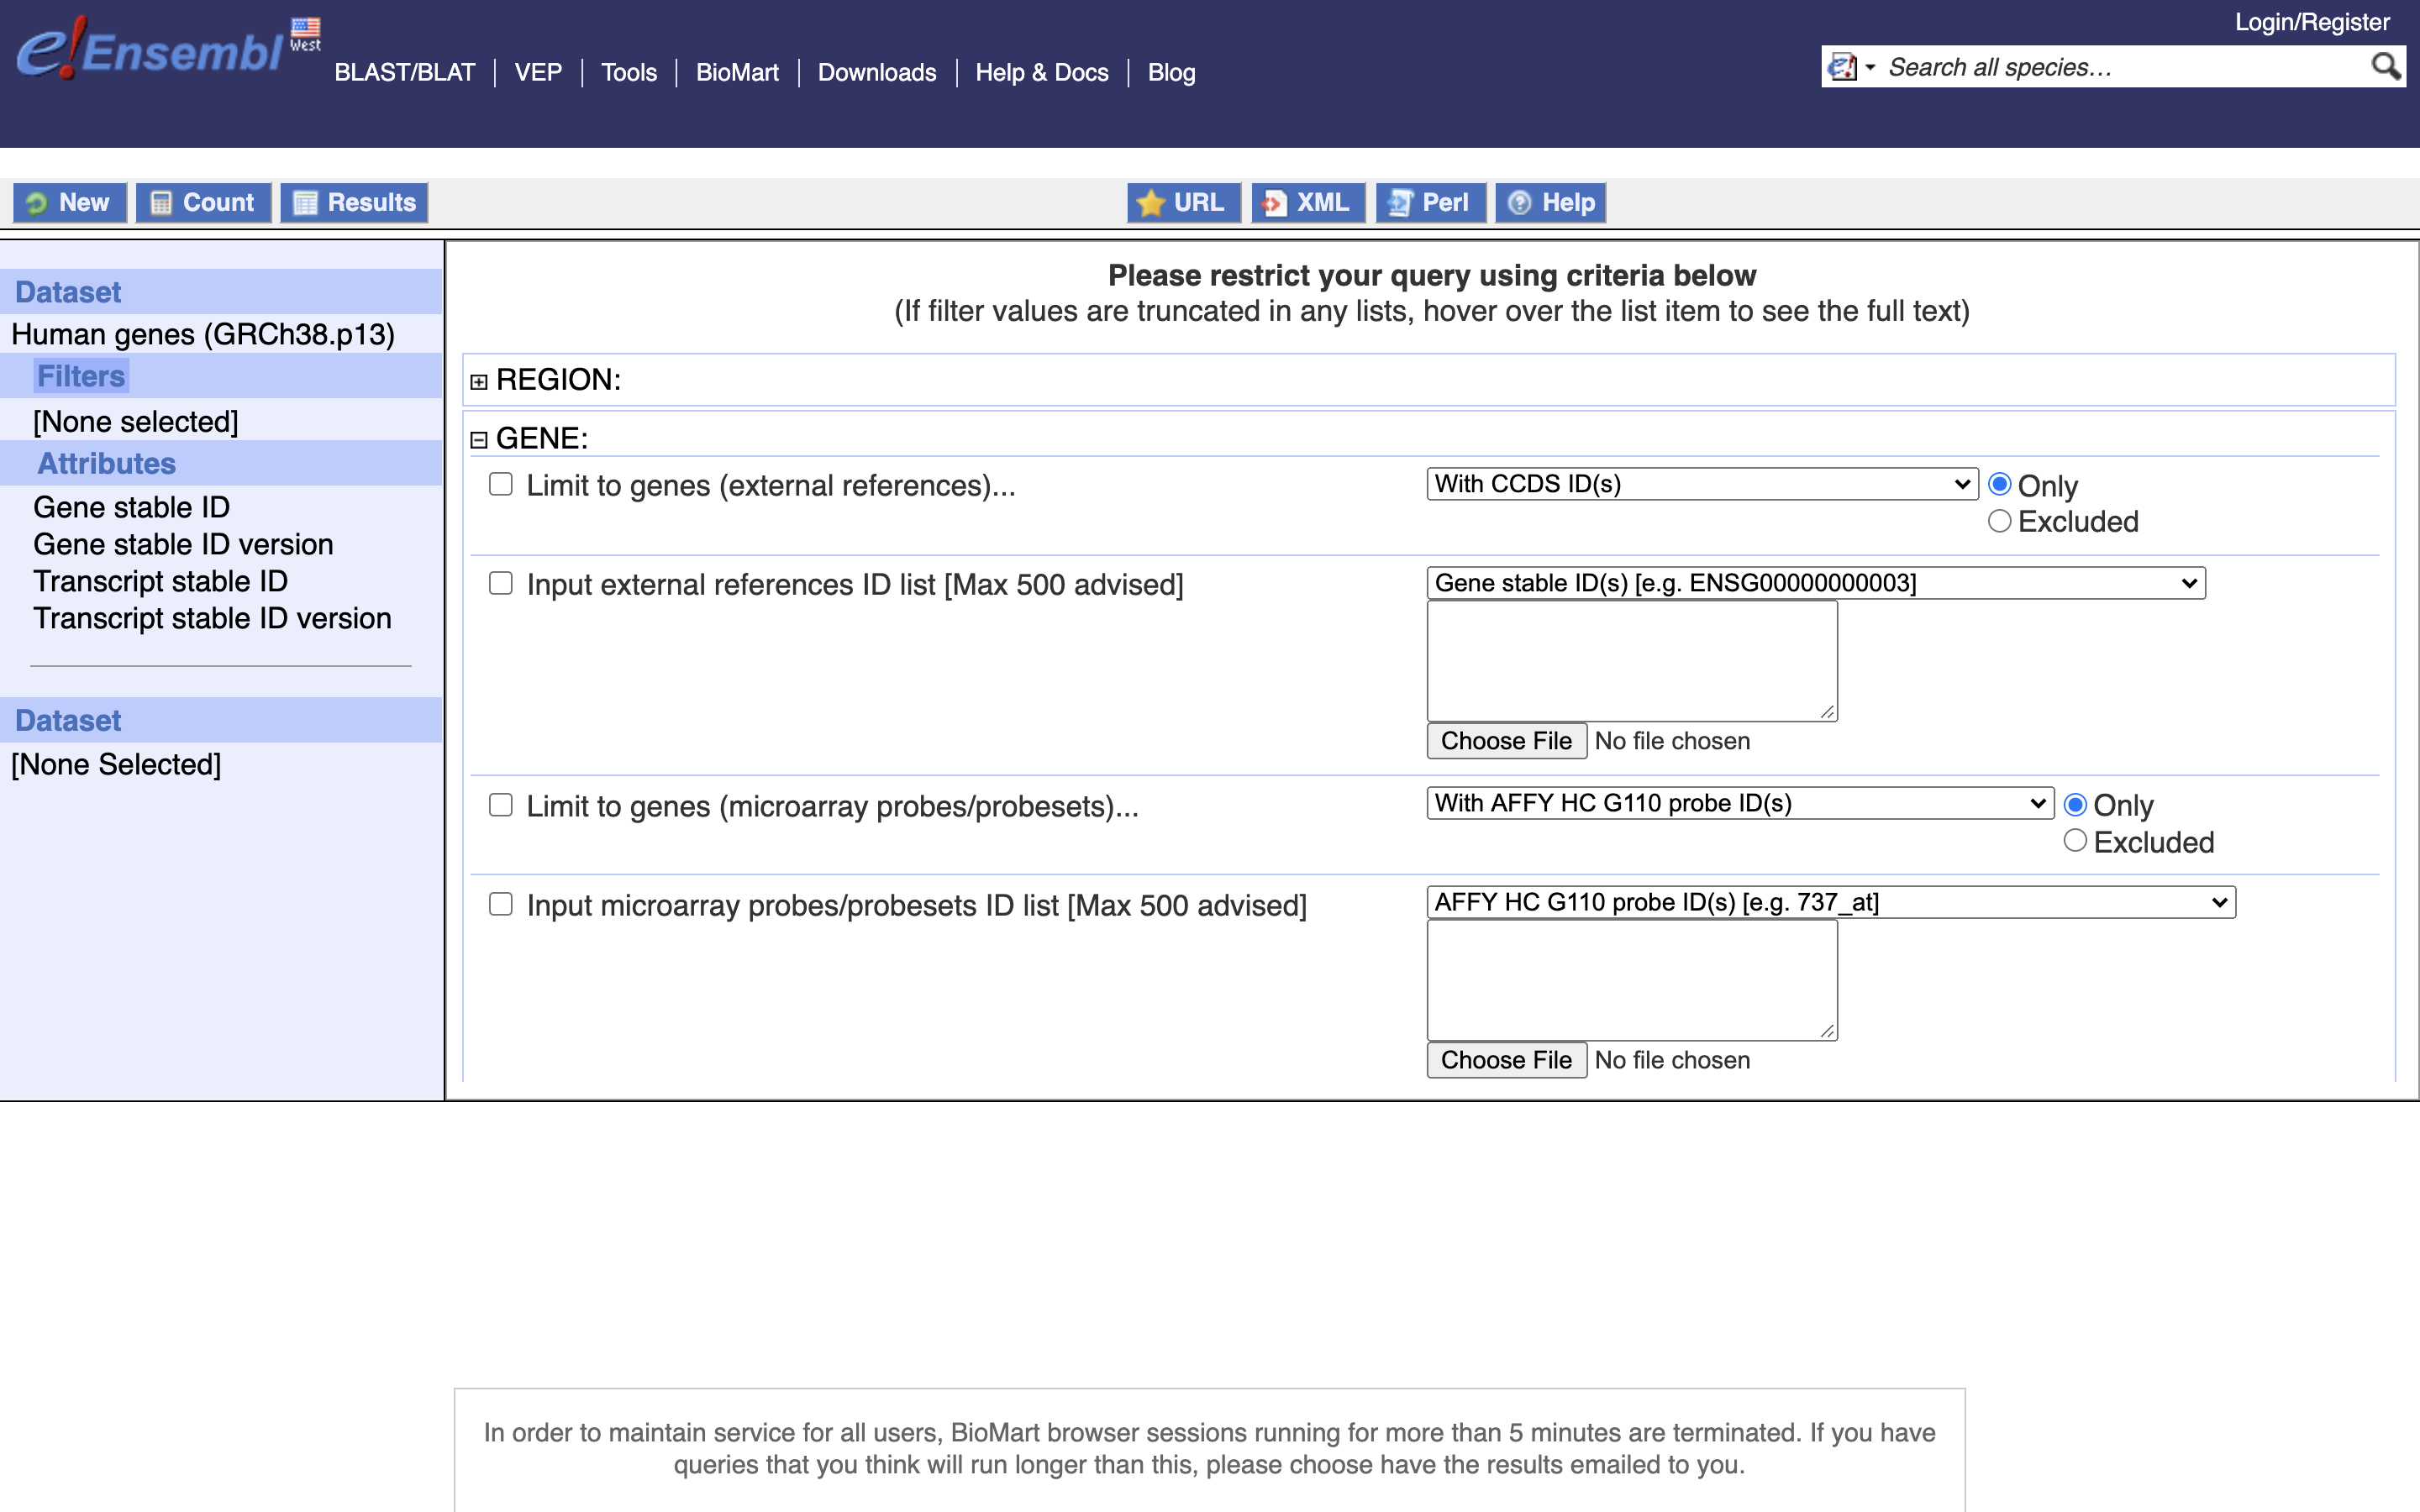 Login/Register
e!Ensembl West
BLAST/BLAT | VEP | Tools | BioMart | Downloads | Help & Docs | Blog
Search all species...
New Count Results URL XML Perl Help
Dataset
Human genes (GRCh38.p13)
Filters
[None selected]
Attributes
Gene stable ID
Gene stable ID version
Transcript stable ID
Transcript stable ID version
Dataset
[None Selected]
Please restrict your query using criteria below
(If filter values are truncated in any lists, hover over the list item to see the full text)
REGION:
GENE:
Limit to genes (external references)... With CCDS ID(s) Only
Excluded
Input external references ID list [Max 500 advised] Gene stable ID(s) [e.g. ENSG00000000003]
Choose File No file chosen
Limit to genes (microarray probes/probesets)... With AFFY HC G110 probe ID(s) Only
Excluded
Input microarray probes/probesets ID list [Max 500 advised] AFFY HC G110 probe ID(s) [e.g. 737_at]
Choose File No file chosen
In order to maintain service for all users, BioMart browser sessions running for more than 5 minutes are terminated. If you have
queries that you think will run longer than this, please choose have the results emailed to you.